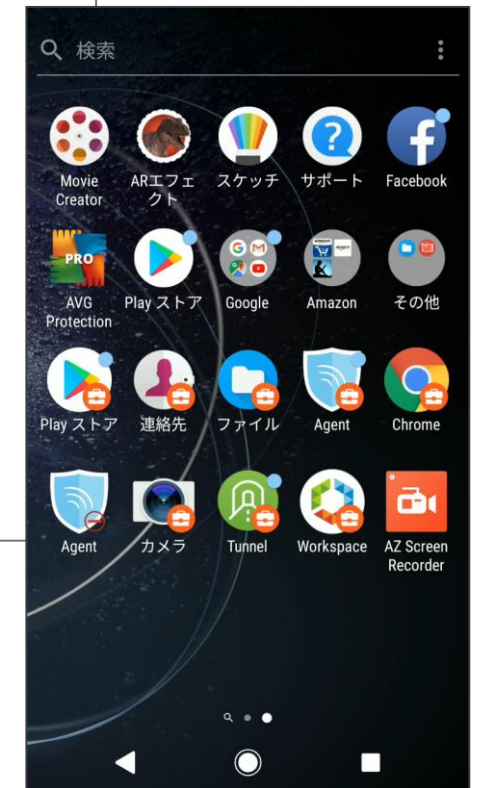 検索
Movie
Creator
ARエフェ
クト
スケッチ
サポート
Facebook
PRO
AVG
Protection
Play ストア
Google
Amazon
その他
Play ストア
連絡先
ファイル
Agent
Chrome
Agent
カメラ
Tunnel
Workspace
AZ Screen
Recorder